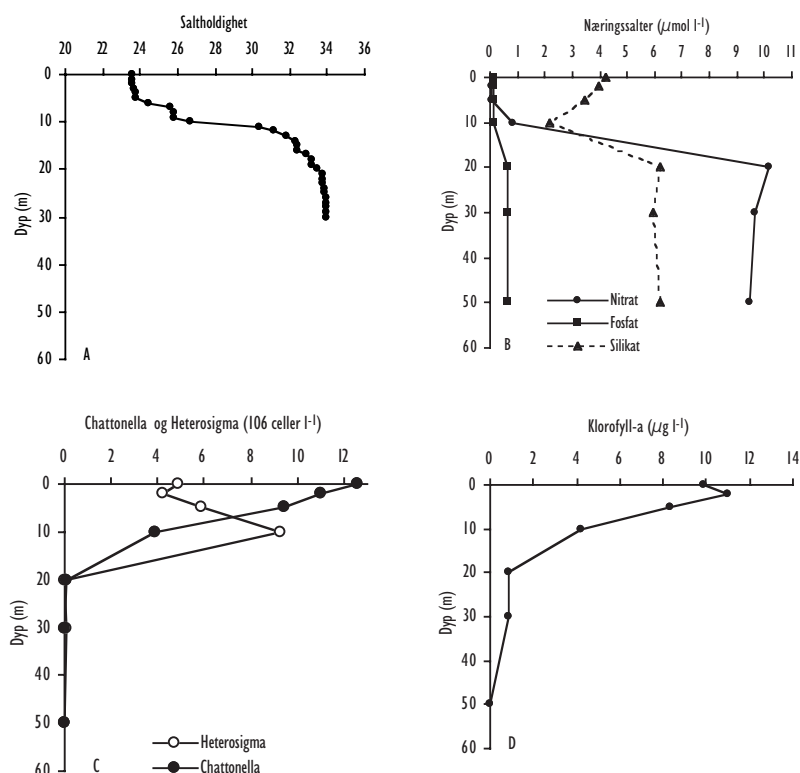 Saltholdighet
20 22 24 26 28 30 32 34 36
0
10
20
30
40
50
60
Dyp (m)
A
Næringssalter (μmol l-1)
0 1 2 3 4 5 6 7 8 9 10 11
0
10
20
30
40
50
60
Dyp (m)
Nitrat
Fosfat
Silikat
B
Chattonella og Heterosigma (106 celler l-1)
0 2 4 6 8 10 12
0
10
20
30
40
50
60
Dyp (m)
Heterosigma
Chattonella
C
Klorofyll-a (μg l-1)
0 2 4 6 8 10 12 14
0
10
20
30
40
50
60
Dyp (m)
D